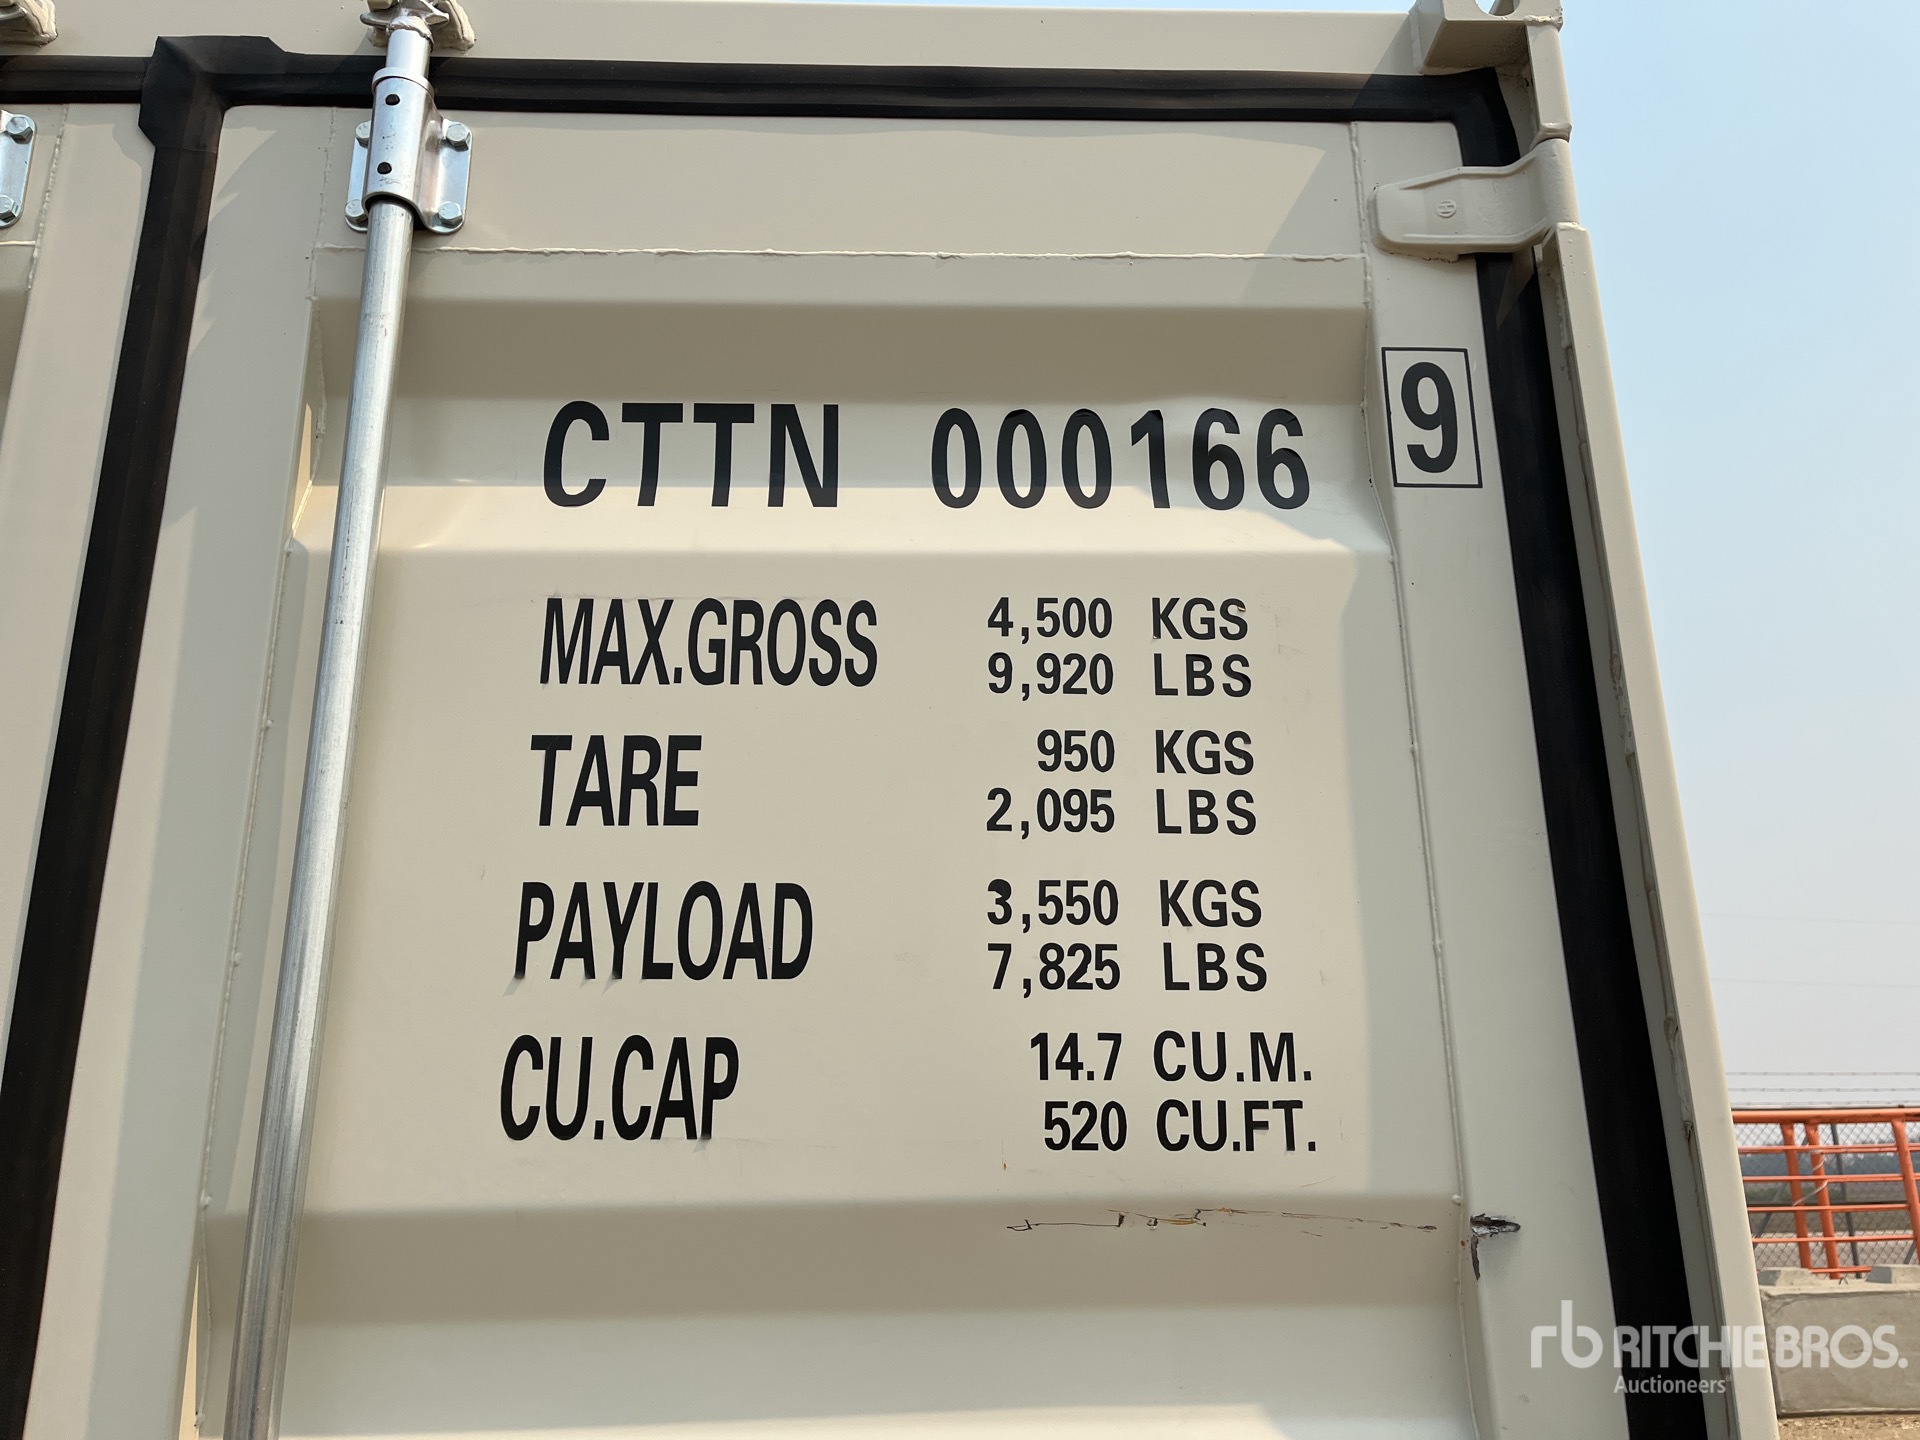 CTTN 000166 9
MAX.GROSS 4,500 KGS
9,920 LBS
TARE 950 KGS
2,095 LBS
PAYLOAD 3,550 KGS
7,825 LBS
CU.CAP 14.7 CU.M.
520 CU.FT.
rb RITCHIE BROS.
Auctioneers